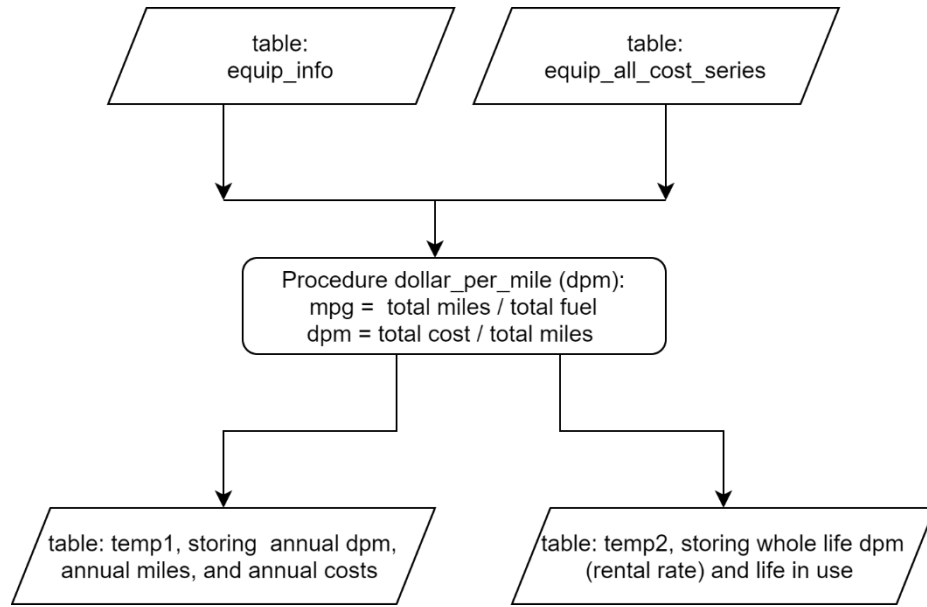 table:
equip_info
table:
equip_all_cost_series
Procedure dollar_per_mile (dpm):
mpg = total miles / total fuel
dpm = total cost / total miles
table: temp1, storing annual dpm,
annual miles, and annual costs
table: temp2, storing whole life dpm
(rental rate) and life in use